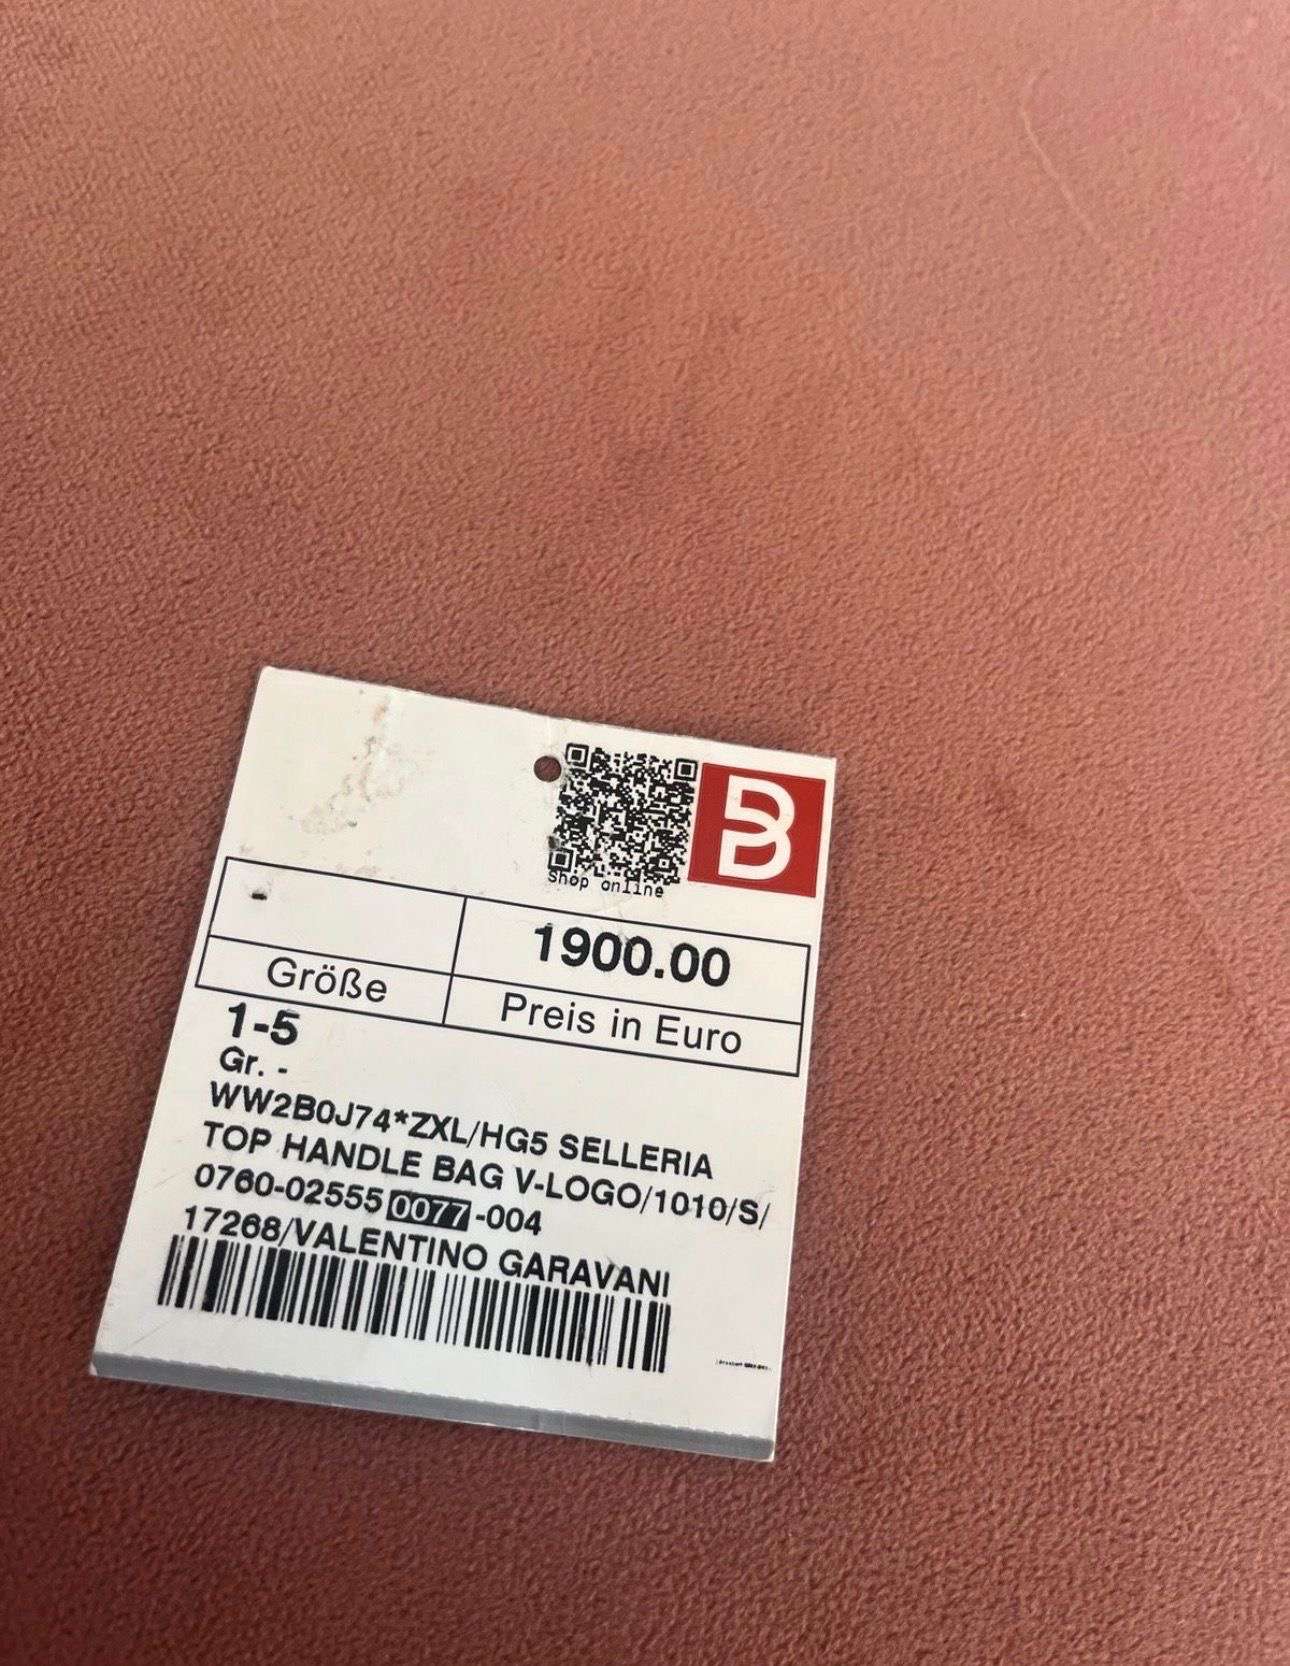 B
Shop online
-
1900.00
Größe
Preis in Euro
1-5
Gr. -
WW2B0J74*ZXL/HG5 SELLERIA
TOP HANDLE BAG V-LOGO/1010/S/
0760-02555 0077 -004
17268/VALENTINO GARAVANI